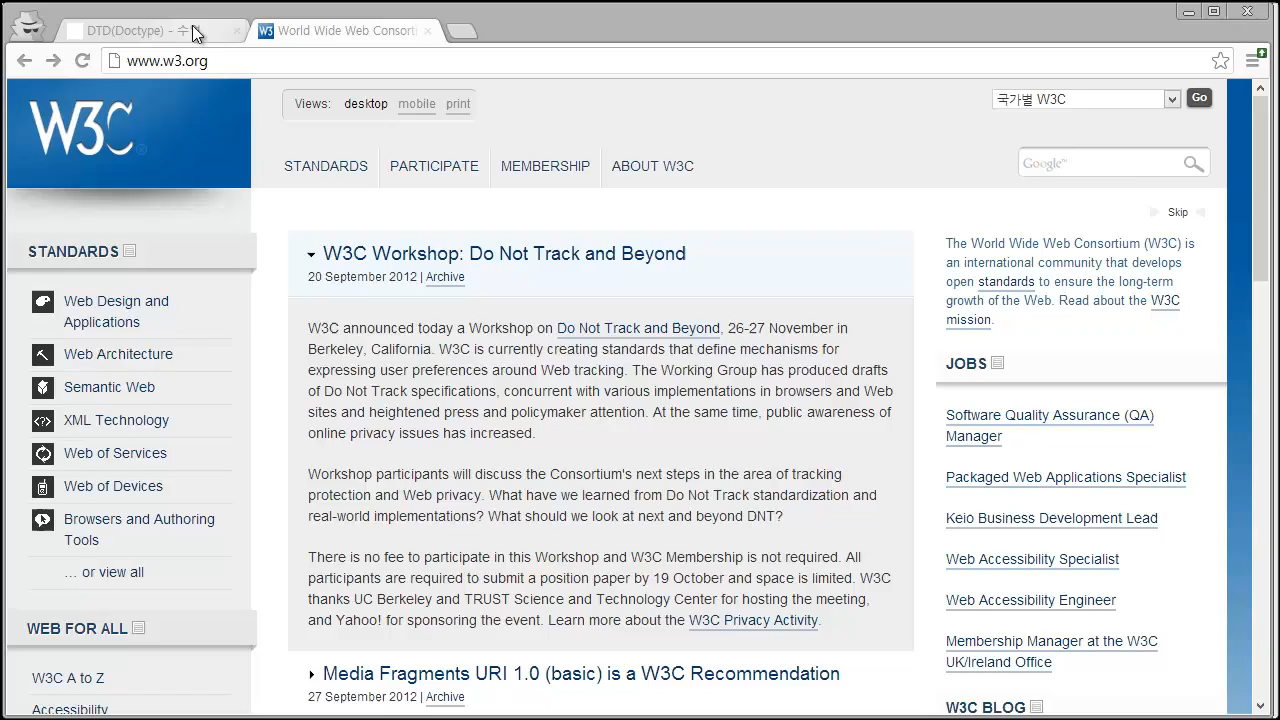 DTD(Doctype) -
World Wide Web Consort
www.w3.org
W3C
Views: desktop mobile print
국가별 W3C
Go
STANDARDS PARTICIPATE MEMBERSHIP ABOUT W3C
Google™
Skip
STANDARDS
Web Design and
Applications
Web Architecture
Semantic Web
XML Technology
Web of Services
Web of Devices
Browsers and Authoring
Tools
... or view all
WEB FOR ALL
W3C A to Z
Accessibility
W3C Workshop: Do Not Track and Beyond
20 September 2012 | Archive
W3C announced today a Workshop on Do Not Track and Beyond, 26-27 November in
Berkeley, California. W3C is currently creating standards that define mechanisms for
expressing user preferences around Web tracking. The Working Group has produced drafts
of Do Not Track specifications, concurrent with various implementations in browsers and Web
sites and heightened press and policymaker attention. At the same time, public awareness of
online privacy issues has increased.
Workshop participants will discuss the Consortium's next steps in the area of tracking
protection and Web privacy. What have we learned from Do Not Track standardization and
real-world implementations? What should we look at next and beyond DNT?
There is no fee to participate in this Workshop and W3C Membership is not required. All
participants are required to submit a position paper by 19 October and space is limited. W3C
thanks UC Berkeley and TRUST Science and Technology Center for hosting the meeting,
and Yahoo! for sponsoring the event. Learn more about the W3C Privacy Activity.
Media Fragments URI 1.0 (basic) is a W3C Recommendation
27 September 2012 | Archive
The World Wide Web Consortium (W3C) is
an international community that develops
open standards to ensure the long-term
growth of the Web. Read about the W3C
mission.
JOBS
Software Quality Assurance (QA)
Manager
Packaged Web Applications Specialist
Keio Business Development Lead
Web Accessibility Specialist
Web Accessibility Engineer
Membership Manager at the W3C
UK/Ireland Office
W3C BLOG